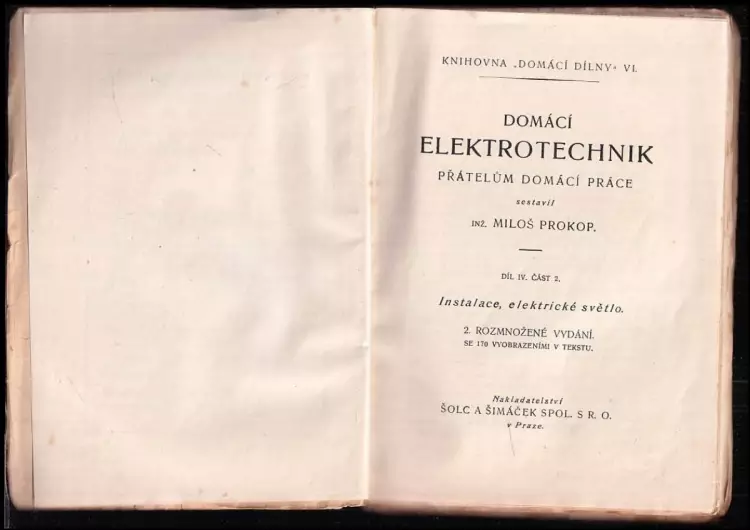 KNIHOVNA „DOMÁCÍ DÍLNY“ VI.
DOMÁCÍ
ELEKTROTECHNIK
PŘÁTELŮM DOMÁCÍ PRÁCE
sestavil
INŽ. MILOŠ PROKOP.
DÍL IV. ČÁST 2.
Instalace, elektrické světlo.
2. ROZMNOŽENÉ VYDÁNÍ.
SE 170 VYOBRAZENÍMI V TEKSTU.
Nakladatelství
ŠOLC A ŠIMÁČEK SPOL. S R. O.
v Praze.